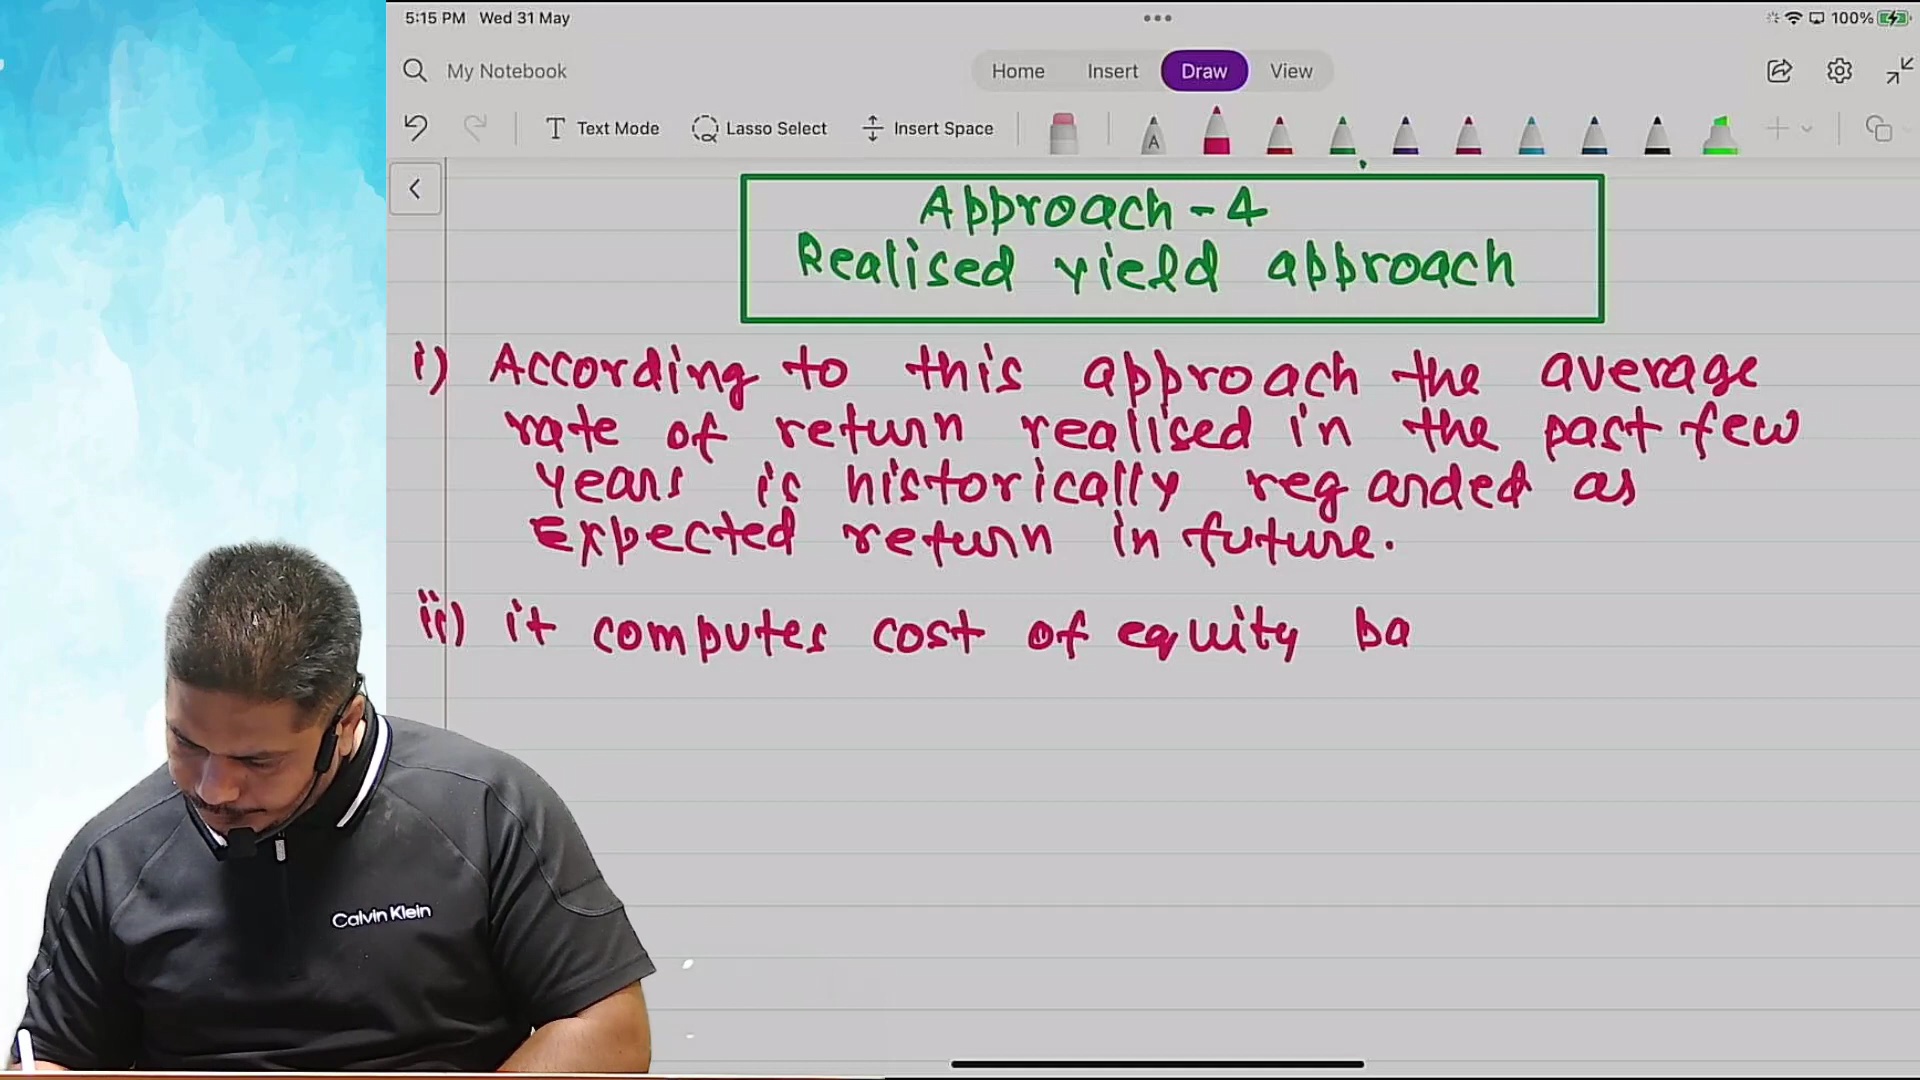 5:15 PM Wed 31 May
100%
My Notebook
Home Insert Draw View
Text Mode Lasso Select Insert Space
A
Approach - 4
Realised yield approach
i) According to this approach the average
rate of return realised in the past few
years is historically regarded as
Expected return in future.
ii) it computes cost of equity ba
Calvin Klein